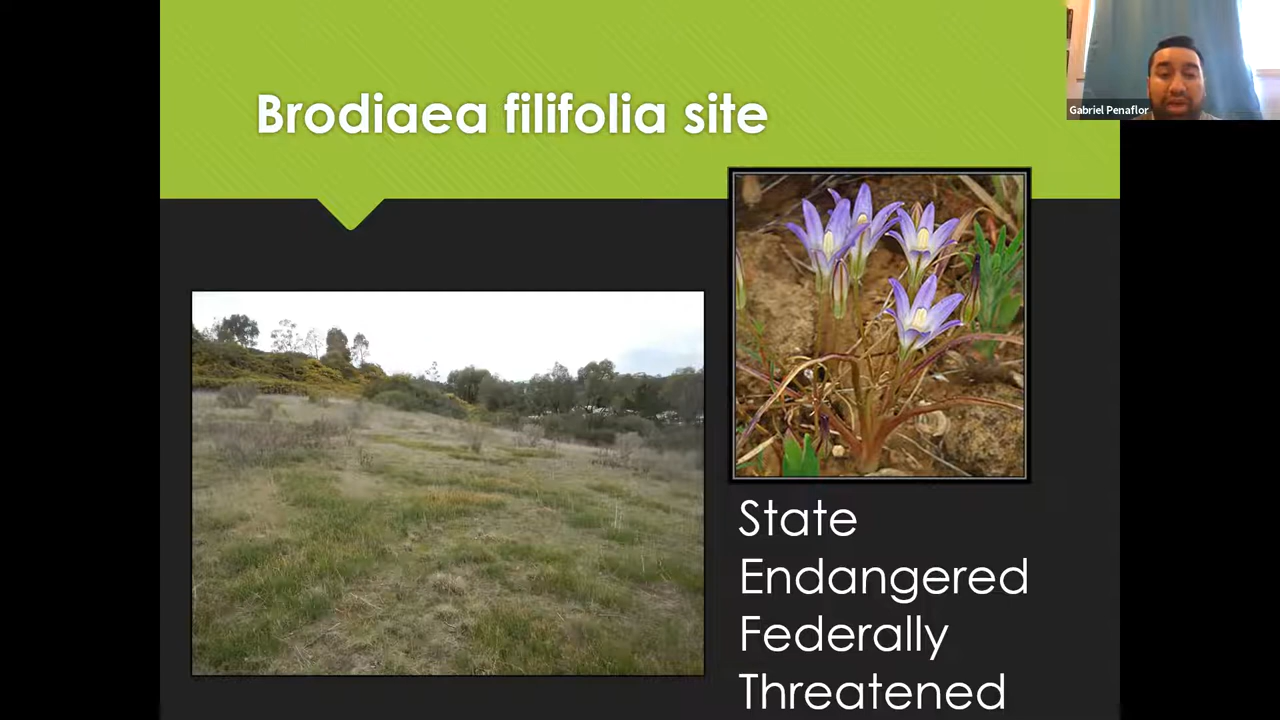 Brodiaea filifolia site
Gabriel Penaflor
State
Endangered
Federally
Threatened